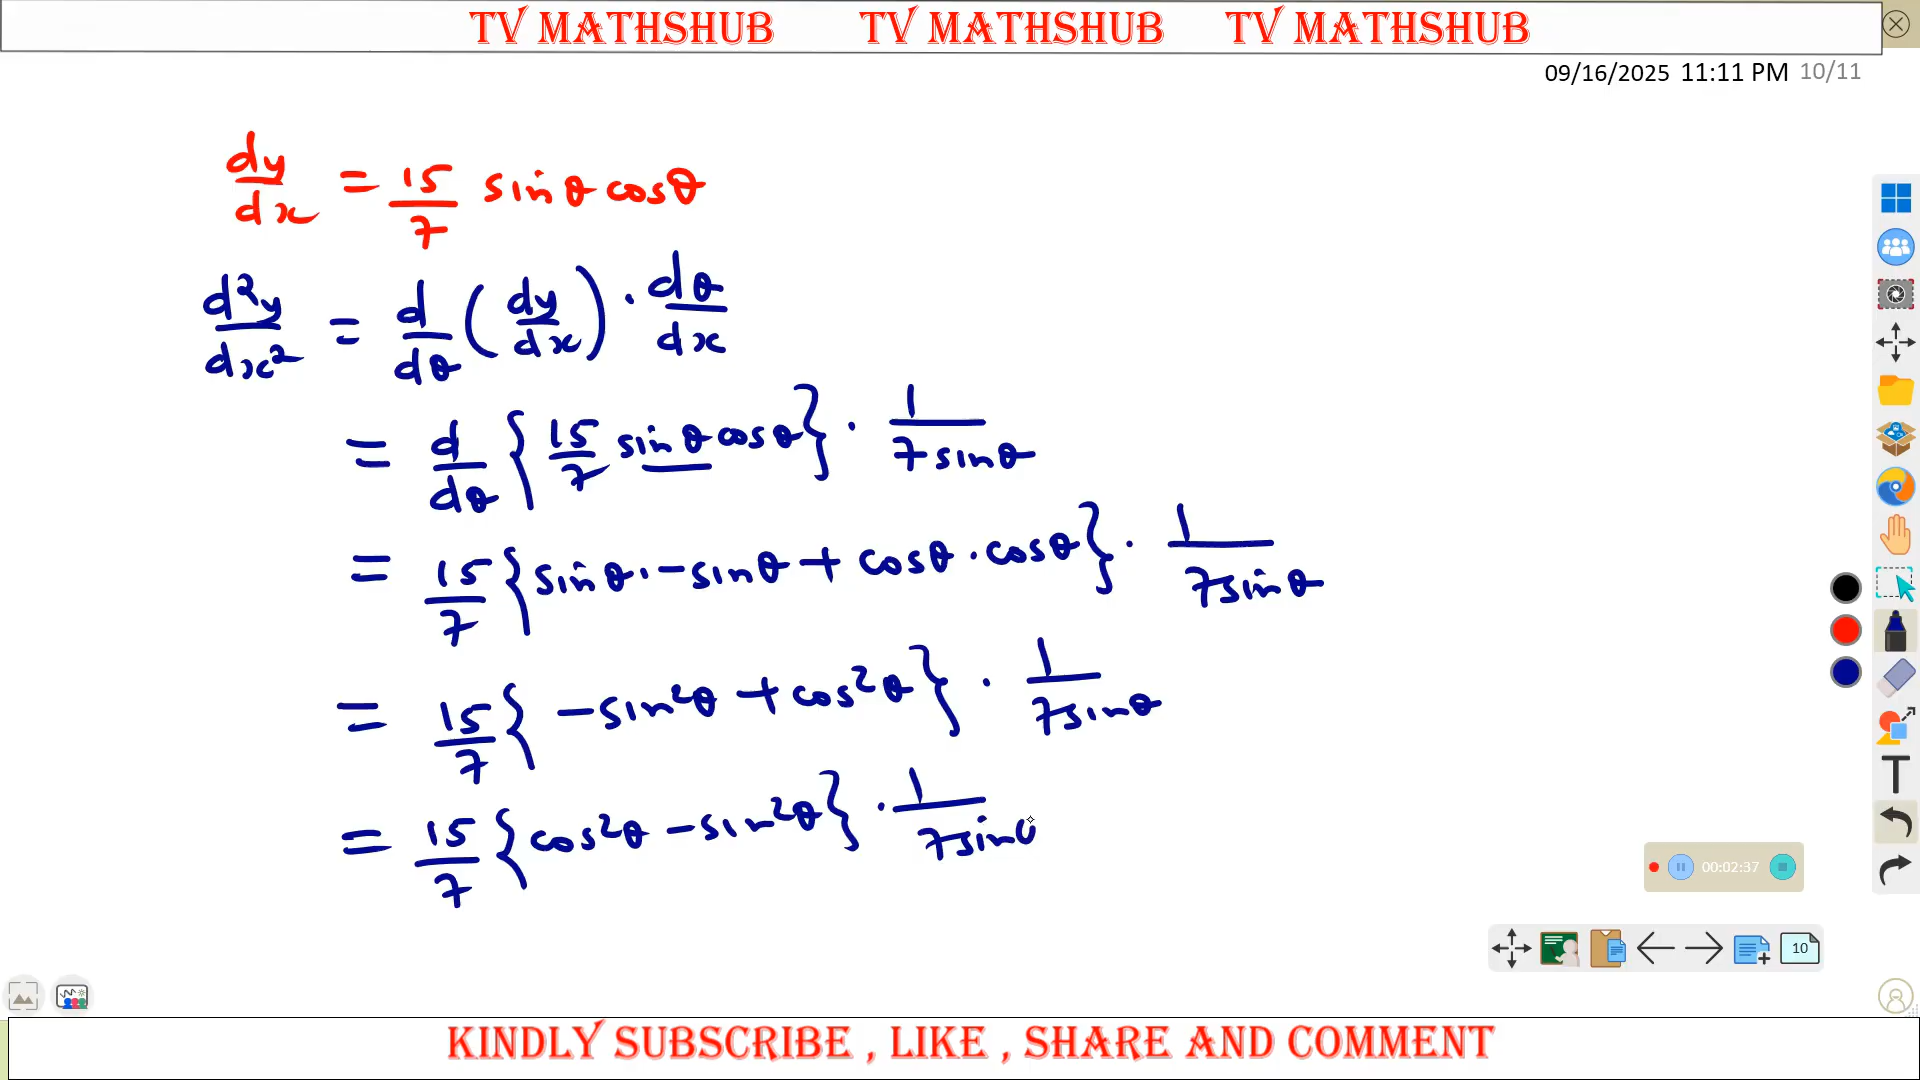 TV MATHSHUB TV MATHSHUB TV MATHSHUB
09/16/2025 11:11 PM 10/11
dy/dx = 15/7 sinθ cosθ
d²y/dx² = d/dθ (dy/dx) · dθ/dx
= d/dθ {15/7 sinθ cosθ} · 1/7sinθ
= 15/7 {sinθ · -sinθ + cosθ · cosθ} · 1/7sinθ
= 15/7 {-sin²θ + cos²θ} · 1/7sinθ
= 15/7 {cos²θ - sin²θ} · 1/7sinθ
00:02:37
T
10
KINDLY SUBSCRIBE , LIKE , SHARE AND COMMENT